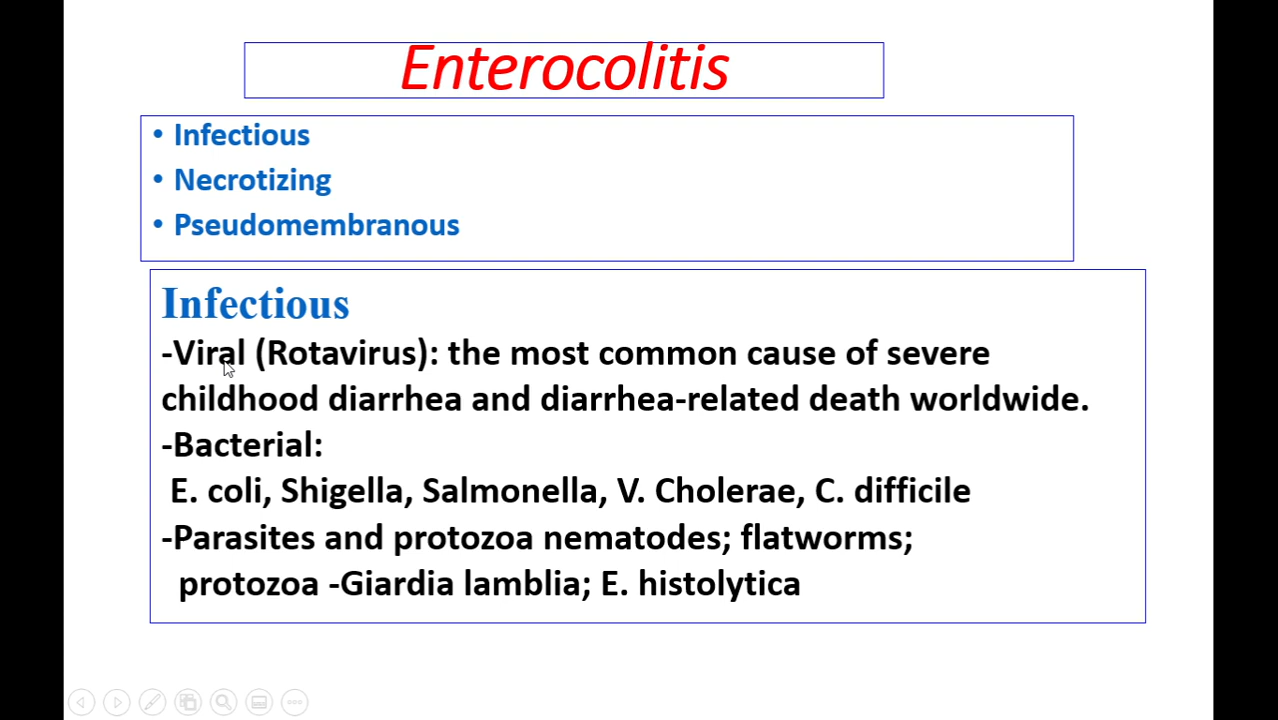 Enterocolitis
• Infectious
• Necrotizing
• Pseudomembranous
Infectious
-Viral (Rotavirus): the most common cause of severe
childhood diarrhea and diarrhea-related death worldwide.
-Bacterial:
E. coli, Shigella, Salmonella, V. Cholerae, C. difficile
-Parasites and protozoa nematodes; flatworms;
protozoa -Giardia lamblia; E. histolytica